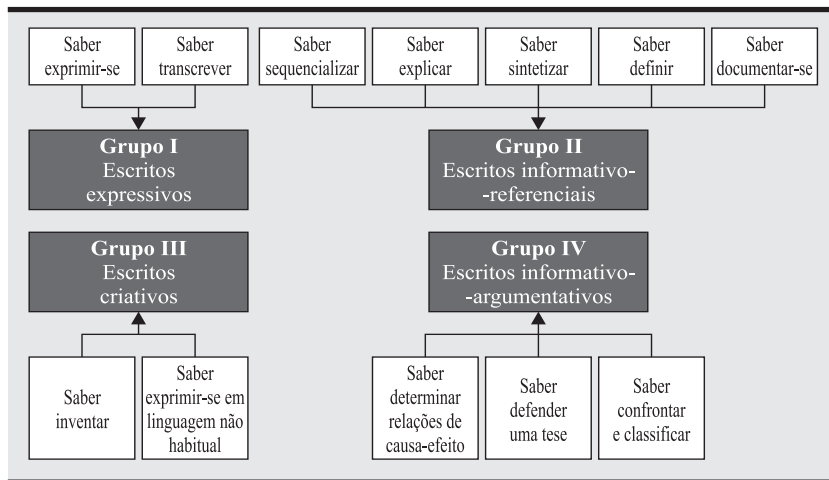 Saber
exprimir-se
Saber
transcrever
Saber
sequencializar
Saber
explicar
Saber
sintetizar
Saber
definir
Saber
documentar-se
Grupo I
Escritos
expressivos
Grupo II
Escritos informativo-
-referenciais
Grupo III
Escritos
criativos
Grupo IV
Escritos informativo-
-argumentativos
Saber
inventar
Saber
exprimir-se em
linguagem não
habitual
Saber
determinar
relações de
causa-efeito
Saber
defender
uma tese
Saber
confrontar
e classificar